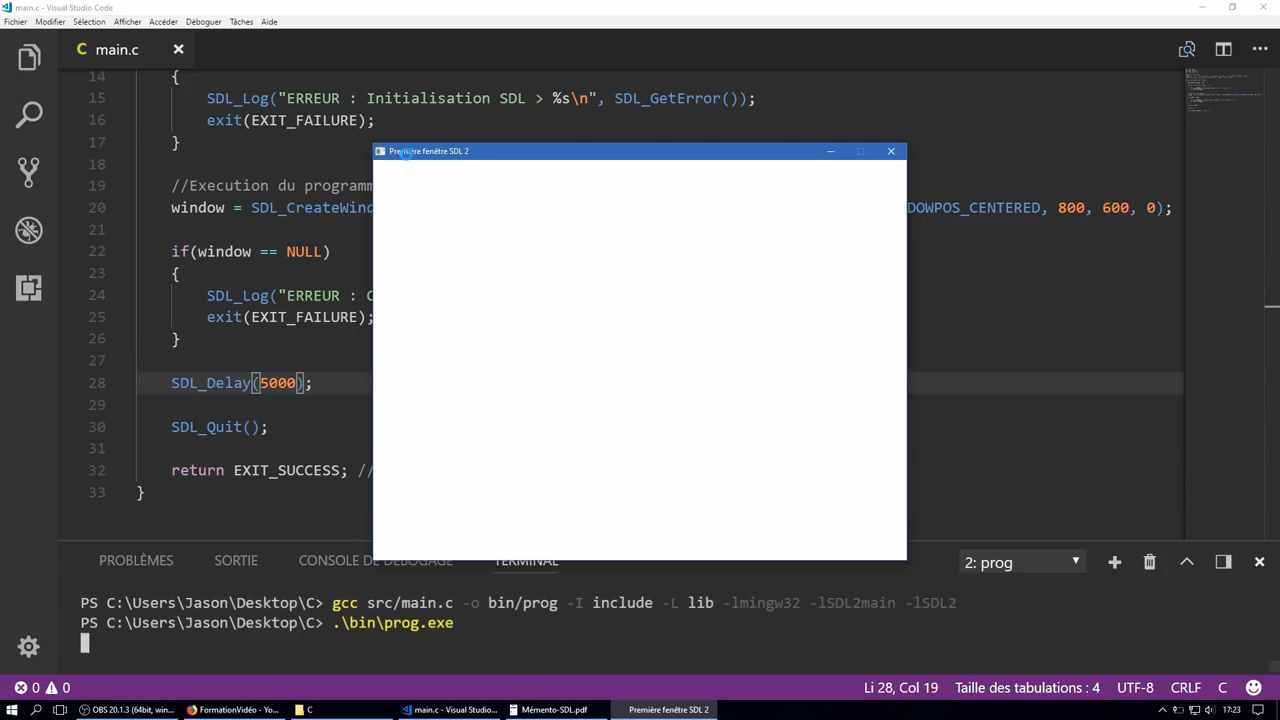 main.c - Visual Studio Code
Fichier Modifier Sélection Afficher Accéder Déboguer Tâches Aide
C main.c
14 {
15 SDL_Log("ERREUR : Initialisation SDL > %s\n", SDL_GetError());
16 exit(EXIT_FAILURE);
17 }
Première fenêtre SDL 2
18
19 //Execution du programm
20 window = SDL_CreateWind DOWPOS_CENTERED, 800, 600, 0);
21
22 if(window == NULL)
23 {
24 SDL_Log("ERREUR : C
25 exit(EXIT_FAILURE);
26 }
27
28 SDL_Delay(5000);
29
30 SDL_Quit();
31
32 return EXIT_SUCCESS; //
33 }
PROBLÈMES SORTIE CONSOLE DE DÉBOGAGE TERMINAL 2: prog
PS C:\Users\Jason\Desktop\C> gcc src/main.c -o bin/prog -I include -L lib -lmingw32 -lSDL2main -lSDL2
PS C:\Users\Jason\Desktop\C> .\bin\prog.exe
0 0 Li 28, Col 19 Taille des tabulations : 4 UTF-8 CRLF C
OBS 20.1.3 (64bit, win... FormationVidéo - Yo... C main.c - Visual Studio... Mémento-SDL.pdf Première fenêtre SDL 2 17:23